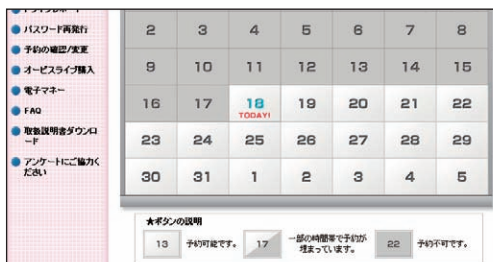 パスワード再発行
予約の確認/変更
オービスライブ購入
電子マネー
FAQ
取扱説明書ダウンロ
ード
アンケートにご協力く
ださい
2 3 4 5 6 7 8
9 10 11 12 13 14 15
16 17 18 19 20 21 22
TODAY!
23 24 25 26 27 28 29
30 31 1 2 3 4 5
★ボタンの説明
13 予約可能です。 17 一部の時間帯で予約が 22 予約不可です。
埋まっています。